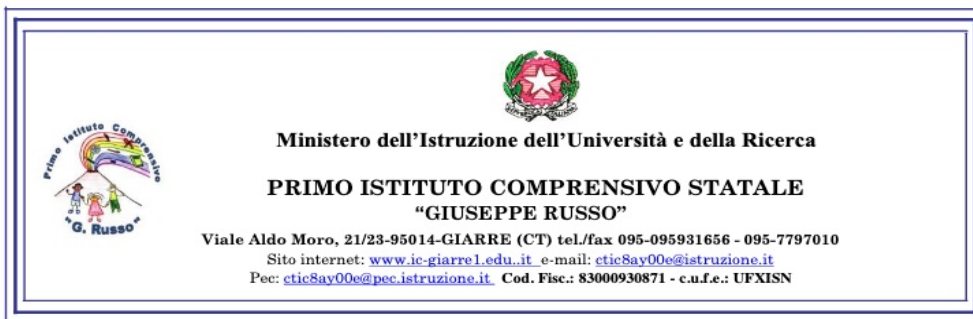 Primo Istituto Comprensivo
"G. Russo"
Ministero dell'Istruzione dell'Università e della Ricerca
PRIMO ISTITUTO COMPRENSIVO STATALE
"GIUSEPPE RUSSO"
Viale Aldo Moro, 21/23-95014-GIARRE (CT) tel./fax 095-095931656 - 095-7797010
Sito internet: www.ic-giarre1.edu..it e-mail: ctic8ay00e@istruzione.it
Pec: ctic8ay00e@pec.istruzione.it Cod. Fisc.: 83000930871 - c.u.f.e.: UFXISN